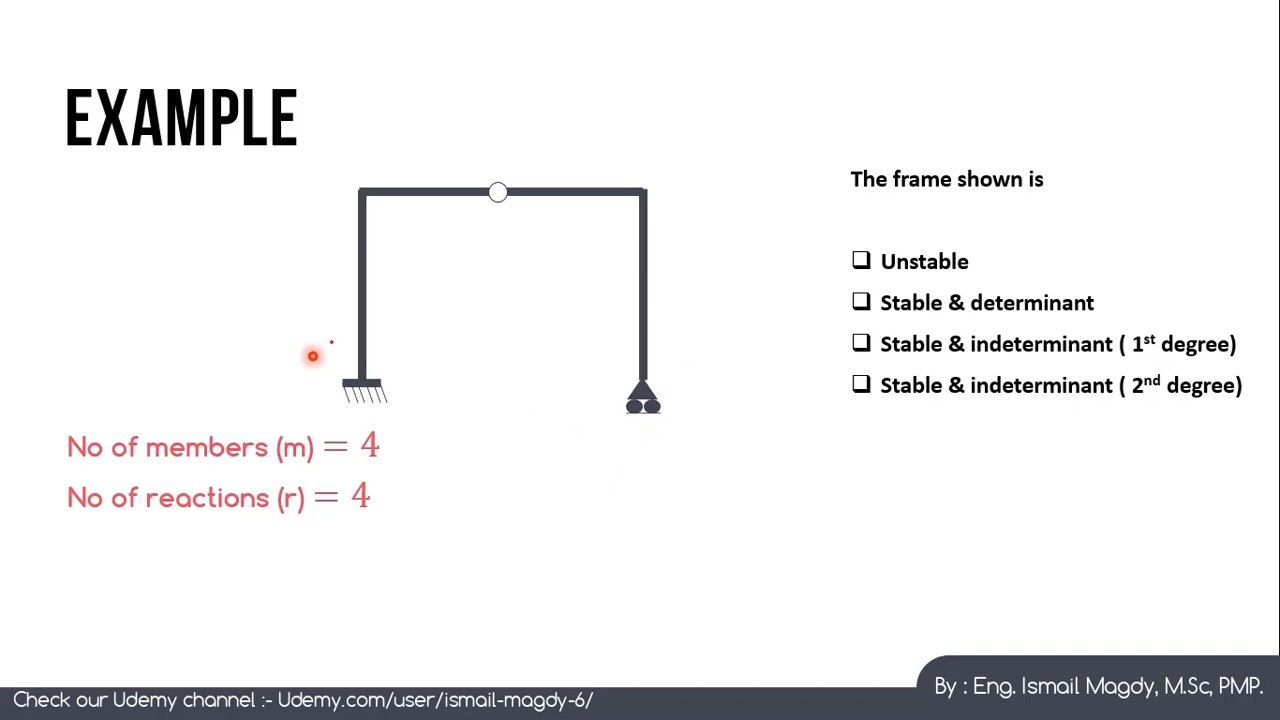 EXAMPLE
The frame shown is
❑ Unstable
❑ Stable & determinant
❑ Stable & indeterminant ( 1st degree)
❑ Stable & indeterminant ( 2nd degree)
No of members (m) = 4
No of reactions (r) = 4
Check our Udemy channel :- Udemy.com/user/ismail-magdy-6/
By : Eng. Ismail Magdy, M.Sc, PMP.